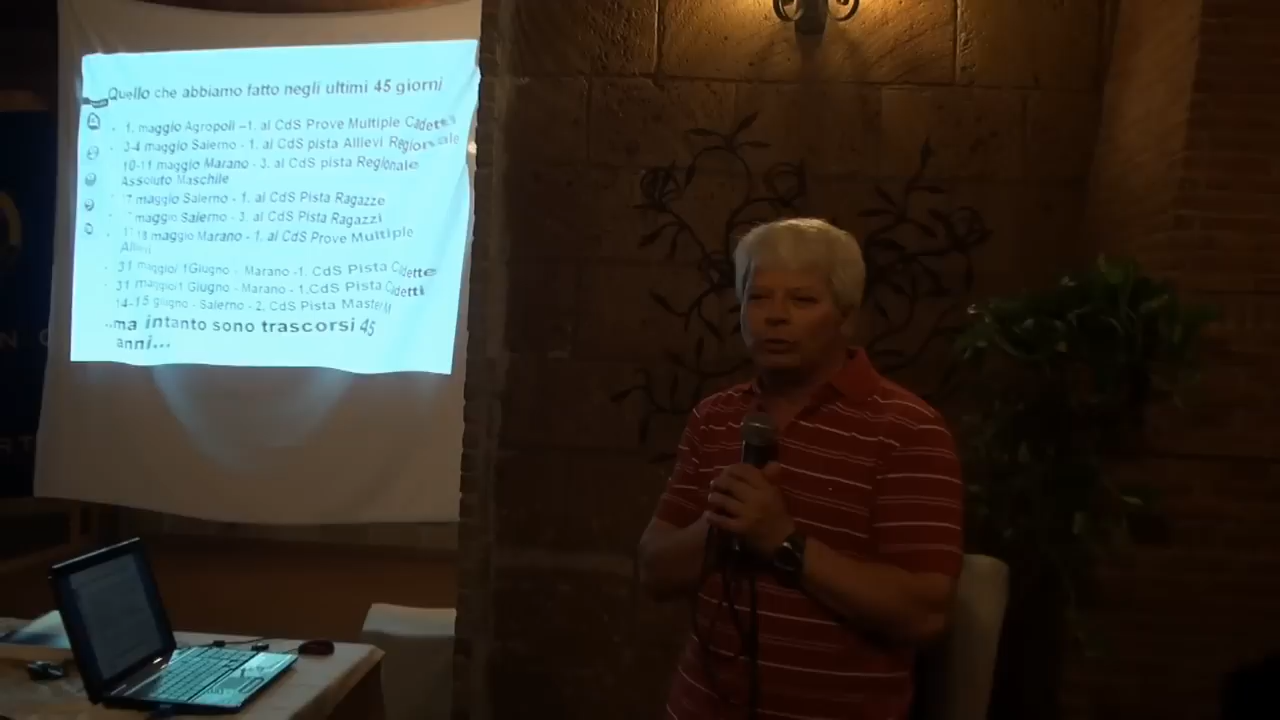 Quello che abbiamo fatto negli ultimi 45 giorni
1. maggio Agropoli –1. al CdS Prove Multiple Cadetti
3-4 maggio Salerno - 1. al CdS pista Allievi Regionale
10-11 maggio Marano - 3. al CdS pista Regionale
Assoluto Maschile
maggio Salerno - 1. al CdS Pista Ragazze
maggio Salerno - 3. al CdS Pista Ragazzi
18 maggio Marano - 1. al CdS Prove Multiple
Allievi
31 maggio/ 1Giugno - Marano -1. CdS Pista Cadette
31 maggio/1 Giugno - Marano - 1.CdS Pista Cadetti
14-15 giugno - Salerno - 2. CdS Pista Master M
...ma intanto sono trascorsi 45
anni...